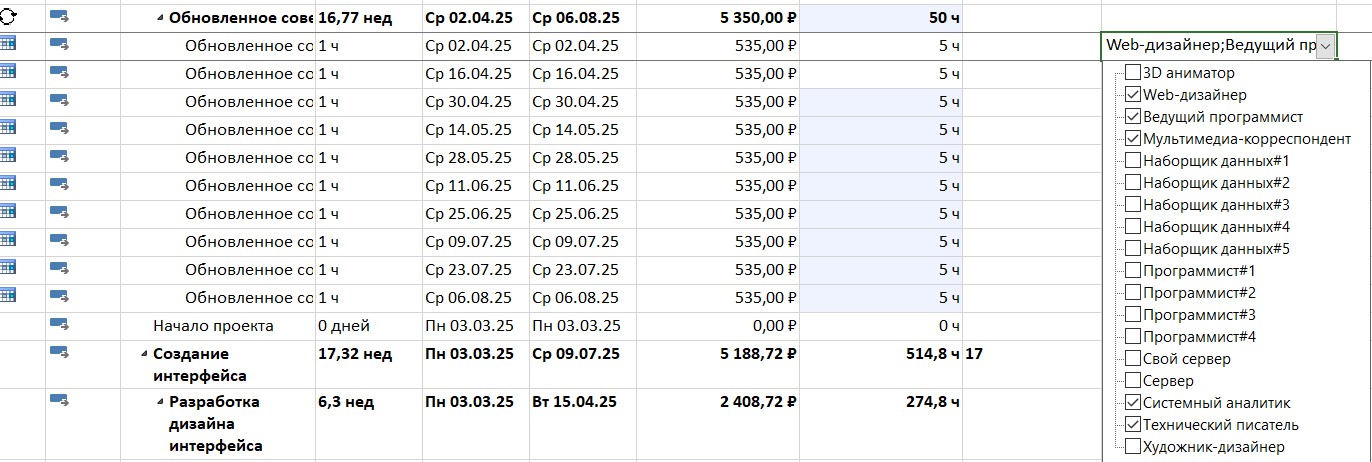 Обновленное сове 16,77 нед Ср 02.04.25 Ср 06.08.25 5 350,00 ₽ 50 ч
Обновленное со 1 ч Ср 02.04.25 Ср 02.04.25 535,00 ₽ 5 ч Web-дизайнер;Ведущий пр
Обновленное со 1 ч Ср 16.04.25 Ср 16.04.25 535,00 ₽ 5 ч
Обновленное со 1 ч Ср 30.04.25 Ср 30.04.25 535,00 ₽ 5 ч
Обновленное со 1 ч Ср 14.05.25 Ср 14.05.25 535,00 ₽ 5 ч
Обновленное со 1 ч Ср 28.05.25 Ср 28.05.25 535,00 ₽ 5 ч
Обновленное со 1 ч Ср 11.06.25 Ср 11.06.25 535,00 ₽ 5 ч
Обновленное со 1 ч Ср 25.06.25 Ср 25.06.25 535,00 ₽ 5 ч
Обновленное со 1 ч Ср 09.07.25 Ср 09.07.25 535,00 ₽ 5 ч
Обновленное со 1 ч Ср 23.07.25 Ср 23.07.25 535,00 ₽ 5 ч
Обновленное со 1 ч Ср 06.08.25 Ср 06.08.25 535,00 ₽ 5 ч
Начало проекта 0 дней Пн 03.03.25 Пн 03.03.25 0,00 ₽ 0 ч
Создание 17,32 нед Пн 03.03.25 Ср 09.07.25 5 188,72 ₽ 514,8 ч 17
интерфейса
Разработка 6,3 нед Пн 03.03.25 Вт 15.04.25 2 408,72 ₽ 274,8 ч
дизайна
интерфейса
3D аниматор
Web-дизайнер
Ведущий программист
Мультимедиа-корреспондент
Наборщик данных#1
Наборщик данных#2
Наборщик данных#3
Наборщик данных#4
Наборщик данных#5
Программист#1
Программист#2
Программист#3
Программист#4
Свой сервер
Сервер
Системный аналитик
Технический писатель
Художник-дизайнер